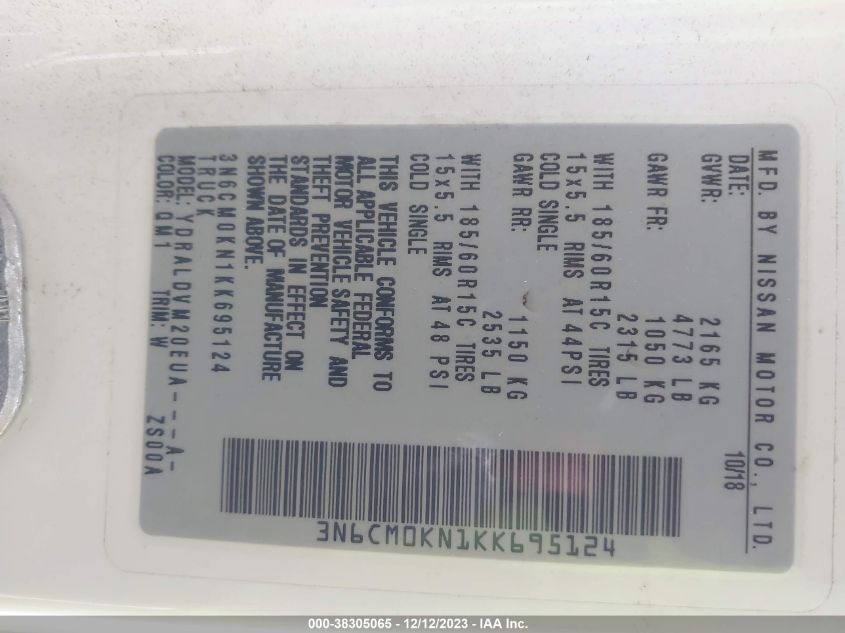 MFD. BY NISSAN MOTOR CO., LTD.
DATE: 10/18
GVWR: 2165 KG
4773 LB
GAWR FR: 1050 KG
2315 LB
WITH 185/60R15C TIRES
15x5.5 RIMS AT 44PSI
COLD SINGLE
GAWR RR: 1150 KG
2535 LB
WITH 185/60R15C TIRES
15x5.5 RIMS AT 48 PSI
COLD SINGLE
THIS VEHICLE CONFORMS TO
ALL APPLICABLE FEDERAL
MOTOR VEHICLE SAFETY AND
THEFT PREVENTION
STANDARDS IN EFFECT ON
THE DATE OF MANUFACTURE
SHOWN ABOVE.
3N6CM0KN1KK695124
TRUCK
MODEL: YDRALDVM20EUA----A-
COLOR: QM1 TRIM: W ZS00A
3N6CM0KN1KK695124
000-38305065 - 12/12/2023 - IAA Inc.